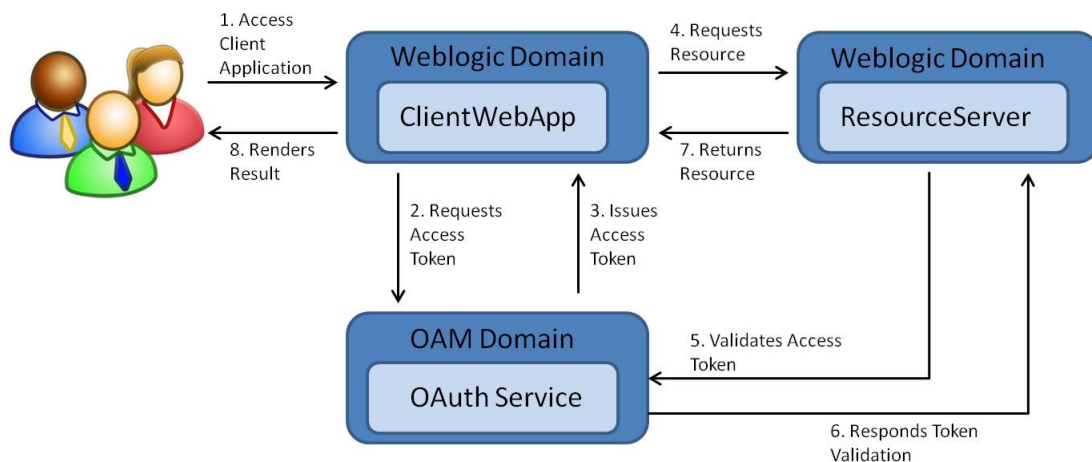 1. Access
Client
Application
8. Renders
Result
Weblogic Domain
ClientWebApp
4. Requests
Resource
7. Returns
Resource
Weblogic Domain
ResourceServer
2. Requests
Access
Token
3. Issues
Access
Token
OAM Domain
OAuth Service
5. Validates Access
Token
6. Responds Token
Validation